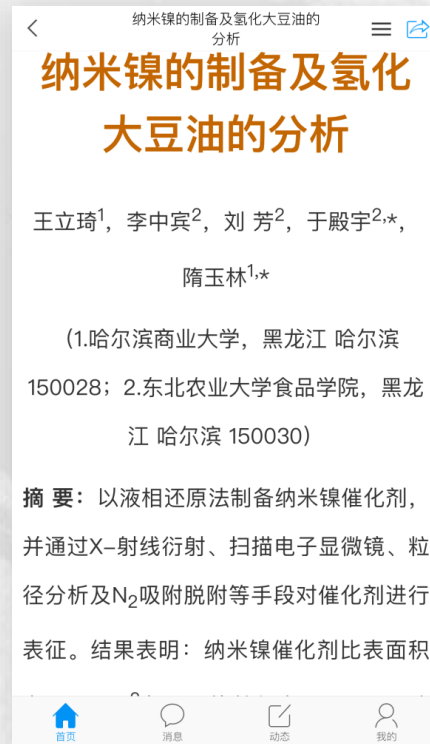 纳米镍的制备及氢化大豆油的
分析
纳米镍的制备及氢化
大豆油的分析
王立琦1，李中宾2，刘 芳2，于殿宇2,*，
隋玉林1,*
(1.哈尔滨商业大学，黑龙江 哈尔滨
150028；2.东北农业大学食品学院，黑龙
江 哈尔滨 150030)
摘 要：以液相还原法制备纳米镍催化剂，
并通过X–射线衍射、扫描电子显微镜、粒
径分析及N2吸附脱附等手段对催化剂进行
表征。结果表明：纳米镍催化剂比表面积
首页
消息
动态
我的